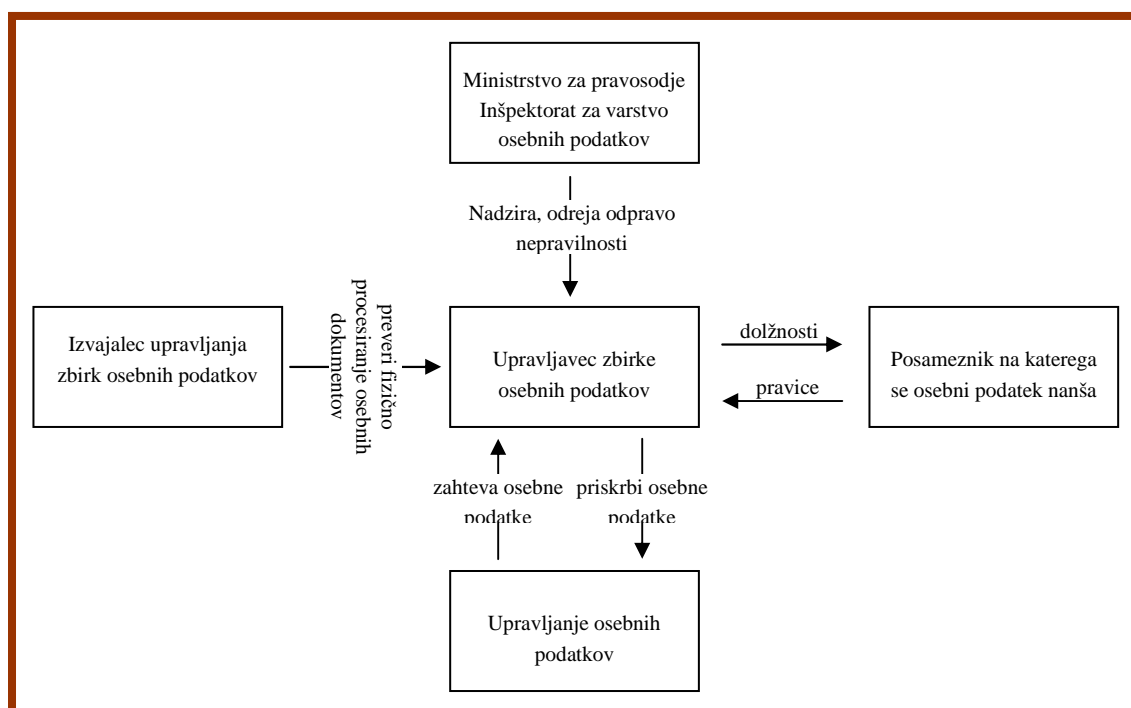 Ministrstvo za pravosodje
Inšpektorat za varstvo
osebnih podatkov
Nadzira, odreja odpravo
nepravilnosti
Izvajalec upravljanja
zbirk osebnih podatkov
preveri fizično
procesiranje osebnih
dokumentov
Upravljavec zbirke
osebnih podatkov
dolžnosti
pravice
Posameznik na katerega
se osebni podatek nanša
zahteva osebne
podatke
priskrbi osebne
podatke
Upravljanje osebnih
podatkov